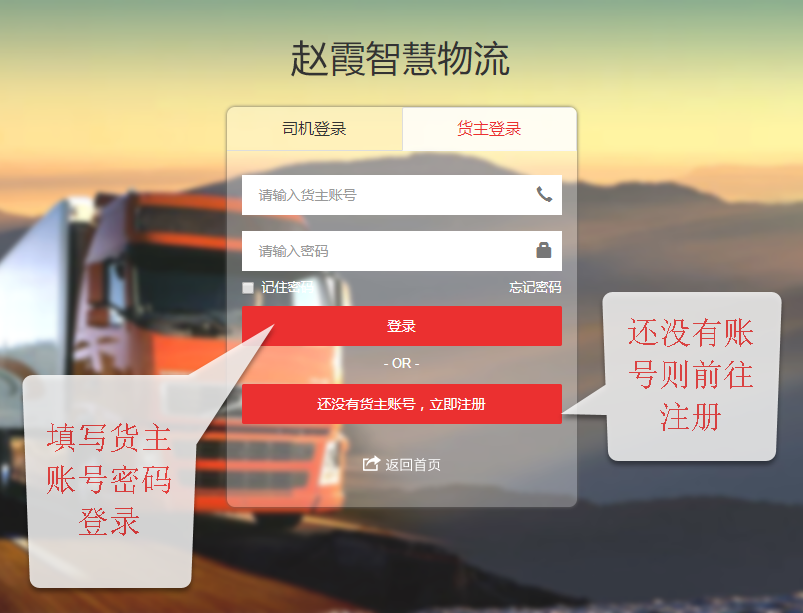 赵霞智慧物流
司机登录
货主登录
请输入货主账号
请输入密码
记住密码
忘记密码
登录
- OR -
还没有货主账号，立即注册
返回首页
还没有账
号则前往
注册
填写货主
账号密码
登录